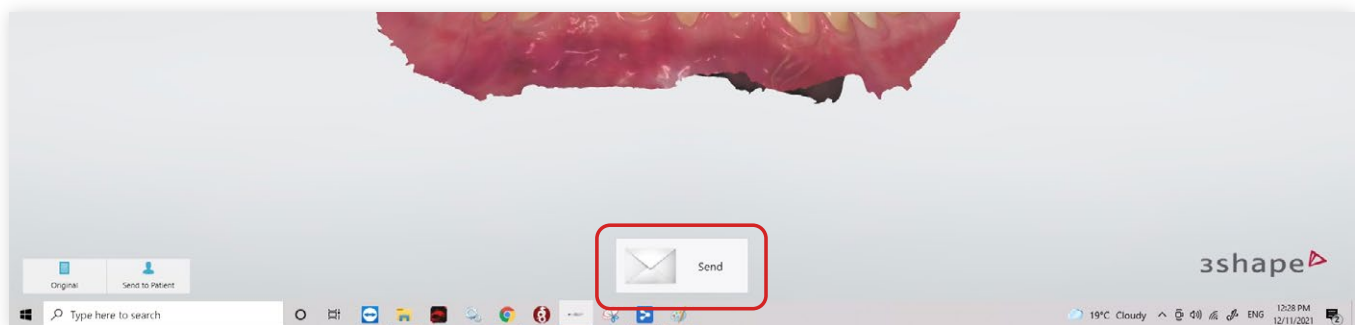 Send
Original
Send to Patient
3shape
Type here to search
19°C Cloudy
ENG
12:28 PM
12/11/2021
2